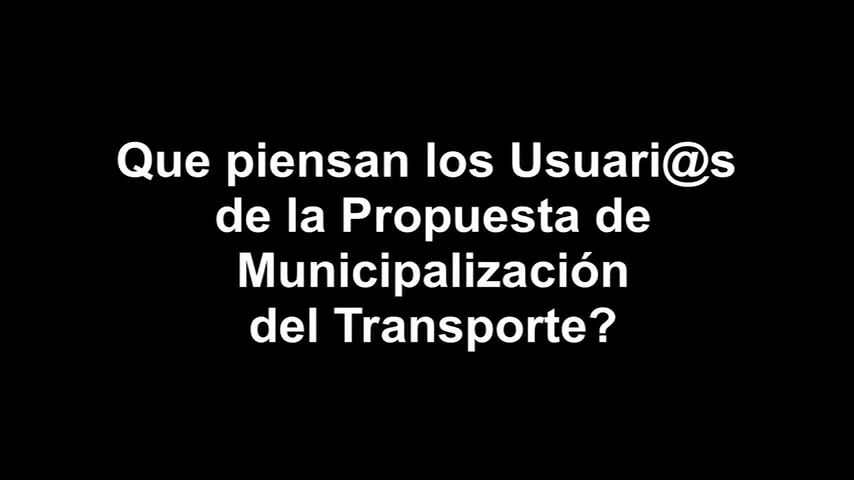 Que piensan los Usuari@s
de la Propuesta de
Municipalización
del Transporte?